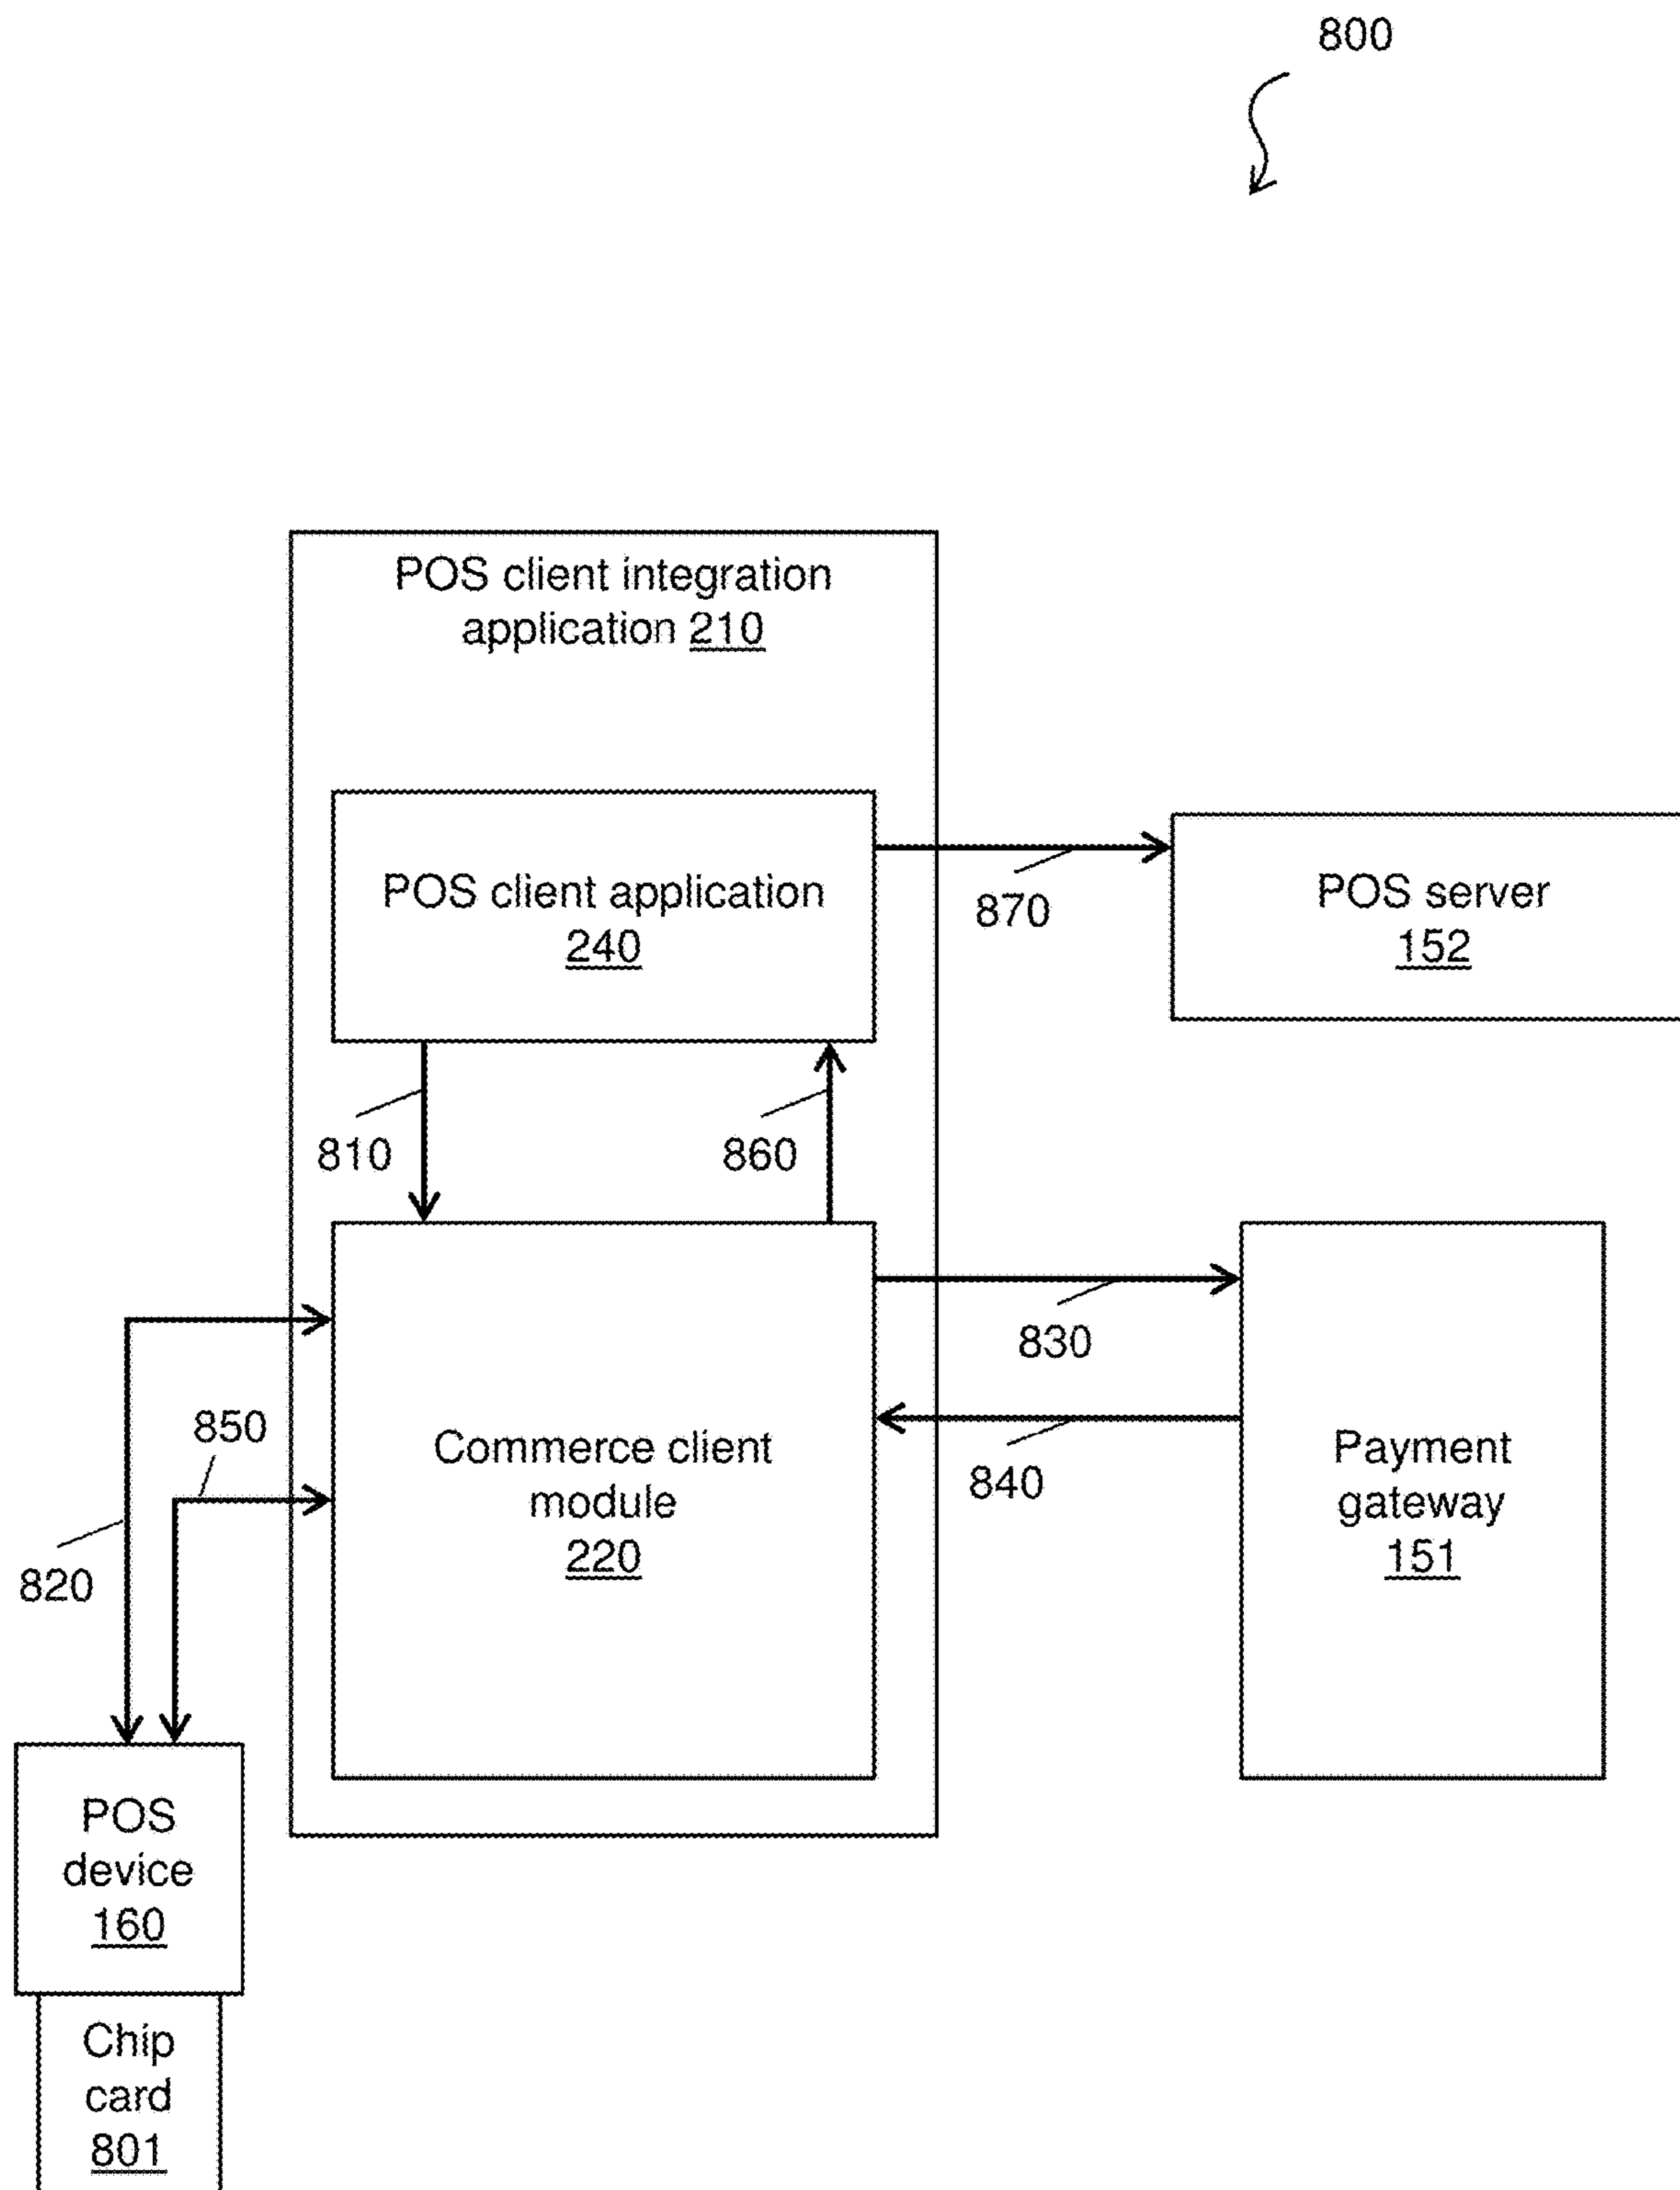 800
POS client integration
application 210
POS client application
240
870
POS server
152
810
860
830
850
840
Commerce client
module
220
Payment
gateway
151
820
POS
device
160
Chip
card
801